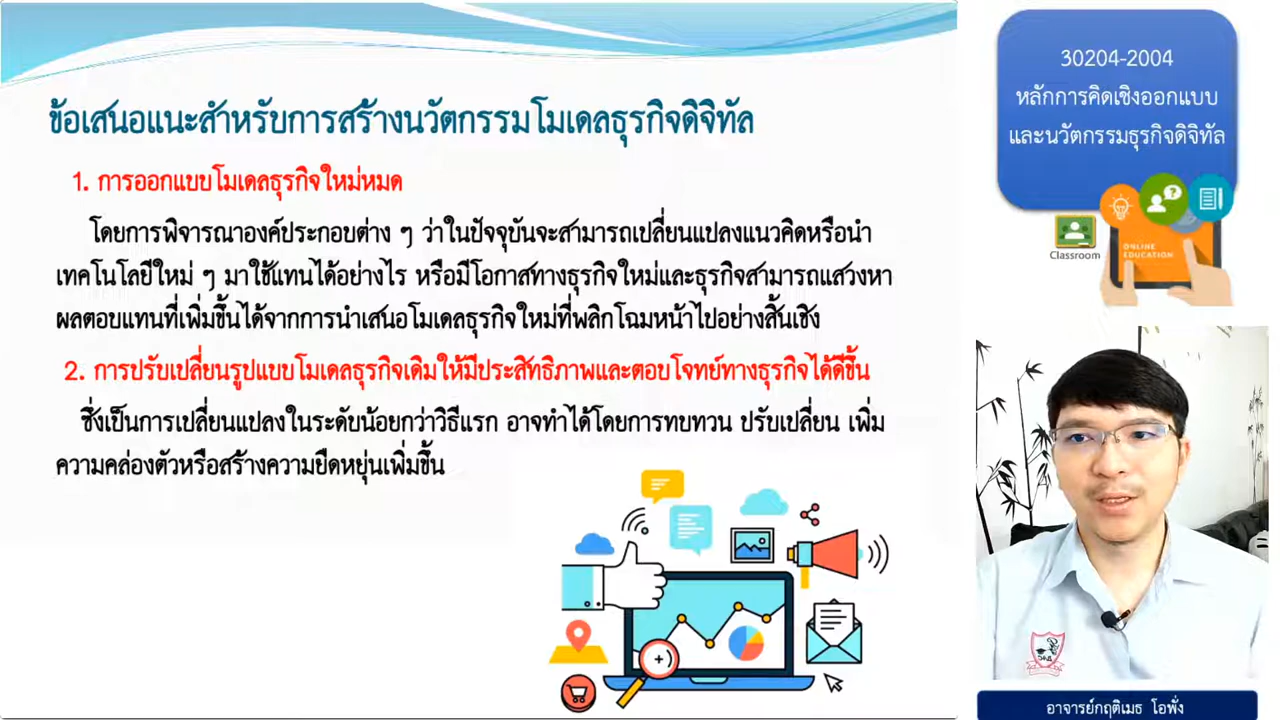 ข้อเสนอแนะสำหรับการสร้างนวัตกรรมโมเดลธุรกิจดิจิทัล
1. การออกแบบโมเดลธุรกิจใหม่หมด
โดยการพิจารณาองค์ประกอบต่าง ๆ ว่าในปัจจุบันจะสามารถเปลี่ยนแปลงแนวคิดหรือนำ
เทคโนโลยีใหม่ ๆ มาใช้แทนได้อย่างไร หรือมีโอกาสทางธุรกิจใหม่และธุรกิจสามารถแสวงหา
ผลตอบแทนที่เพิ่มขึ้นได้จากการนำเสนอโมเดลธุรกิจใหม่ที่พลิกโฉมหน้าไปอย่างสิ้นเชิง
2. การปรับเปลี่ยนรูปแบบโมเดลธุรกิจเดิมให้มีประสิทธิภาพและตอบโจทย์ทางธุรกิจได้ดีขึ้น
ซึ่งเป็นการเปลี่ยนแปลงในระดับน้อยกว่าวิธีแรก อาจทำได้โดยการทบทวน ปรับเปลี่ยน เพิ่ม
ความคล่องตัวหรือสร้างความยืดหยุ่นเพิ่มขึ้น
30204-2004
หลักการคิดเชิงออกแบบ
และนวัตกรรมธุรกิจดิจิทัล
Classroom
ONLINE
EDUCATION
อาจารย์กฤติเมธ โอพั่ง